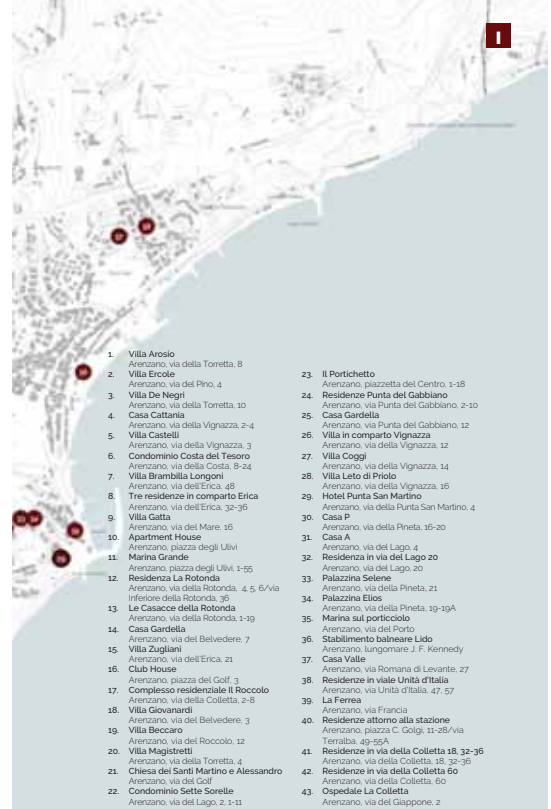 I
1. Villa Arosio
Arenzano, via della Torretta, 8
2. Villa Ercole
Arenzano, via del Pino, 4
3. Villa De Negri
Arenzano, via della Torretta, 10
4. Casa Cattania
Arenzano, via della Vignazza, 2-4
5. Villa Castelli
Arenzano, via della Vignazza, 3
6. Condominio Costa del Tesoro
Arenzano, via della Costa, 8-24
7. Villa Brambilla Longoni
Arenzano, via dell'Erica, 48
8. Tre residenze in comparto Erica
Arenzano, via dell'Erica, 32-36
9. Villa Gatta
Arenzano, via del Mare, 16
10. Apartment House
Arenzano, piazza degli Ulivi
11. Marina Grande
Arenzano, piazza degli Ulivi, 1-55
12. Residenza La Rotonda
Arenzano, via della Rotonda, 4, 5, 6/via
Inferiore della Rotonda, 36
13. Le Casacce della Rotonda
Arenzano, via della Rotonda, 1-19
14. Casa Gardella
Arenzano, via del Belvedere, 7
15. Villa Zugliani
Arenzano, via dell'Erica, 21
16. Club House
Arenzano, piazza del Golf, 3
17. Complesso residenziale Il Roccolo
Arenzano, via della Colletta, 2-8
18. Villa Giovanardi
Arenzano, via del Belvedere, 3
19. Villa Beccaro
Arenzano, via del Roccolo, 12
20. Villa Magistretti
Arenzano, via della Torretta, 4
21. Chiesa dei Santi Martino e Alessandro
Arenzano, via del Golf
22. Condominio Sette Sorelle
Arenzano, via del Lago, 2, 1-11
23. Il Portichetto
Arenzano, piazzetta del Centro, 1-18
24. Residenze Punta del Gabbiano
Arenzano, via Punta del Gabbiano, 2-10
25. Casa Gardella
Arenzano, via Punta del Gabbiano, 12
26. Villa in comparto Vignazza
Arenzano, via della Vignazza, 12
27. Villa Coggi
Arenzano, via della Vignazza, 14
28. Villa Leto di Priolo
Arenzano, via della Vignazza, 16
29. Hotel Punta San Martino
Arenzano, via della Punta San Martino, 4
30. Casa P
Arenzano, via della Pineta, 16-20
31. Casa A
Arenzano, via del Lago, 4
32. Residenza in via del Lago 20
Arenzano, via del Lago, 20
33. Palazzina Selene
Arenzano, via della Pineta, 21
34. Palazzina Elios
Arenzano, via della Pineta, 19-19A
35. Marina sul porticciolo
Arenzano, via del Porto
36. Stabilimento balneare Lido
Arenzano, lungomare J. F. Kennedy
37. Casa Valle
Arenzano, via Romana di Levante, 27
38. Residenze in viale Unità d'Italia
Arenzano, via Unità d'Italia, 47, 57
39. La Ferrea
Arenzano, via Francia
40. Residenze attorno alla stazione
Arenzano, piazza C. Golgi, 11-28/via
Terralba, 49-55A
41. Residenze in via della Colletta 18, 32-36
Arenzano, via della Colletta, 18, 32-36
42. Residenze in via della Colletta 60
Arenzano, via della Colletta, 60
43. Ospedale La Colletta
Arenzano, via del Giappone, 2